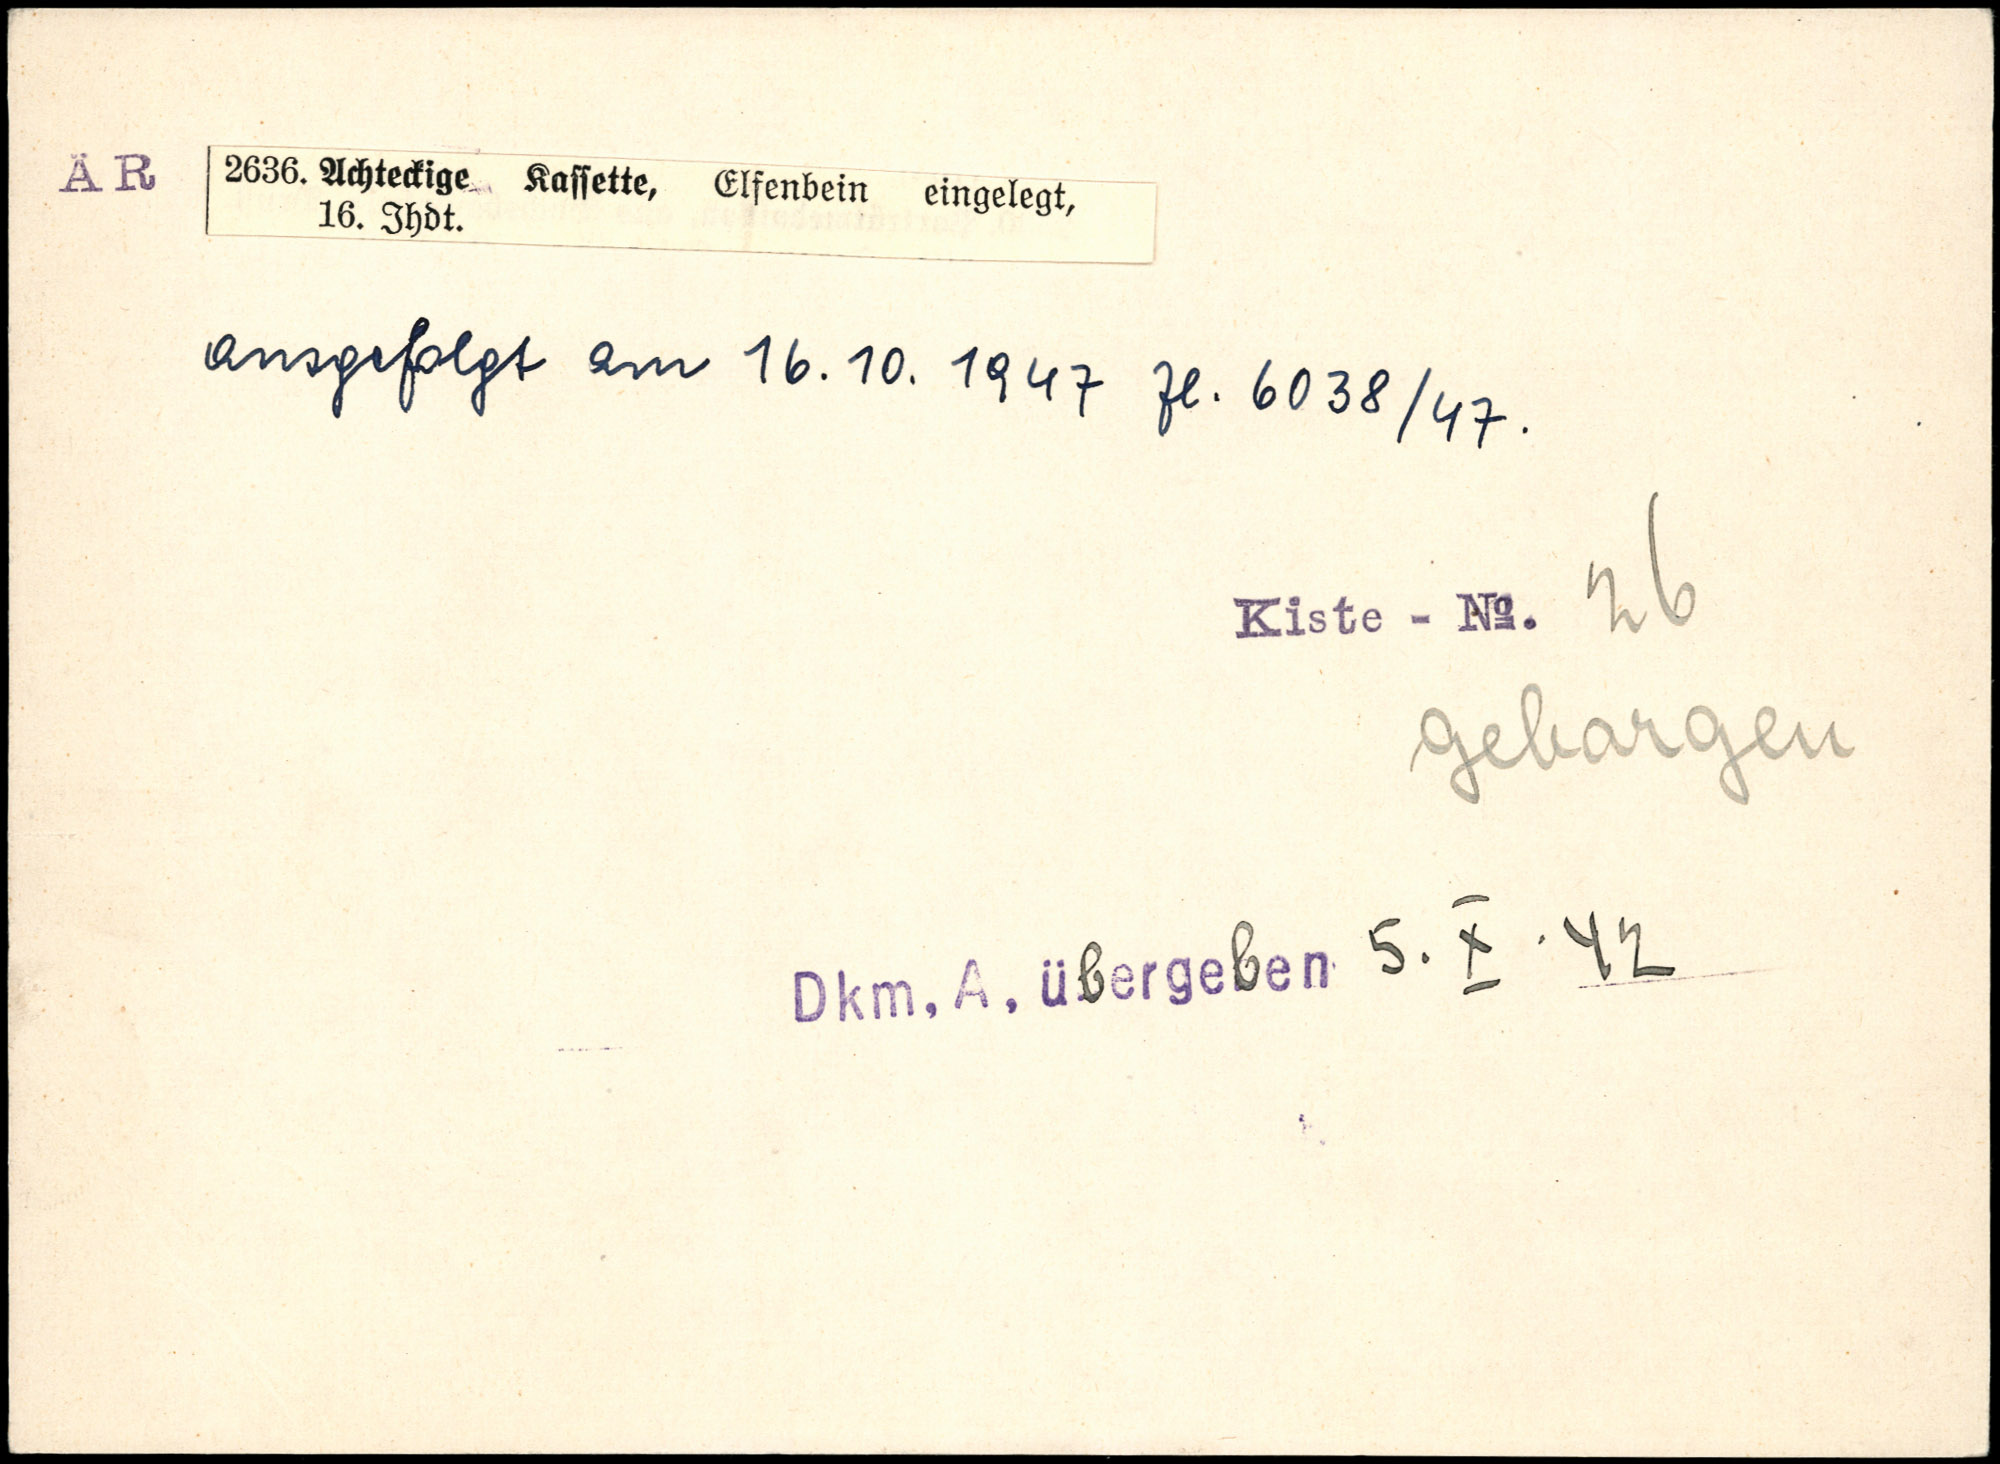 ÄR
2636. Achteckige Kassette, Elfenbein eingelegt,
16. Jhdt.
ausgefolgt am 16.10.1947 Zl. 6038/47.
Kiste - No. 26
geborgen
Dkm, A, übergeben 5. X. 42